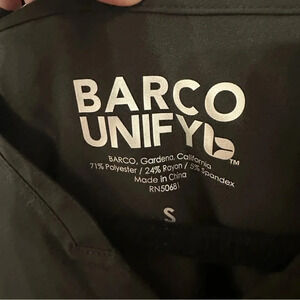 BARCO
UNIFY
™
BARCO, Gardena, California
71% Polyester / 24% Rayon / 5% Spandex
Made in China
RN50681
S